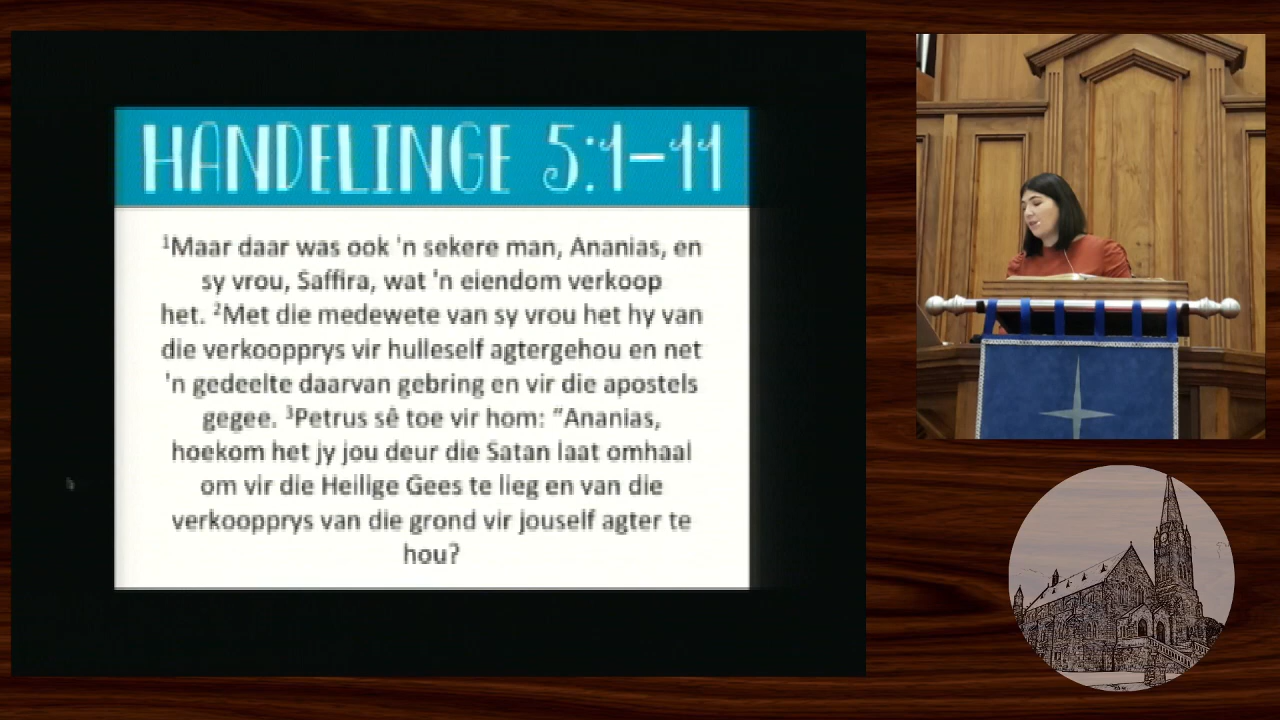 HANDELINGE 5:1–11
¹Maar daar was ook 'n sekere man, Ananias, en
sy vrou, Saffira, wat 'n eiendom verkoop
het. ²Met die medewete van sy vrou het hy van
die verkoopprys vir hulleself agtergehou en net
'n gedeelte daarvan gebring en vir die apostels
gegee. ³Petrus sê toe vir hom: “Ananias,
hoekom het jy jou deur die Satan laat omhaal
om vir die Heilige Gees te lieg en van die
verkoopprys van die grond vir jouself agter te
hou?